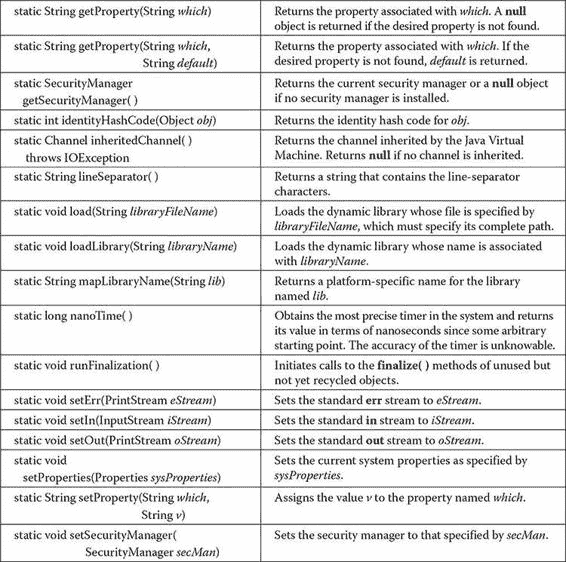 static String getProperty(String which)
Returns the property associated with which. A null
object is returned if the desired property is not found.
static String getProperty(String which,
String default)
Returns the property associated with which. If the
desired property is not found, default is returned.
static SecurityManager
getSecurityManager( )
Returns the current security manager or a null object
if no security manager is installed.
static int identityHashCode(Object obj)
Returns the identity hash code for obj.
static Channel inheritedChannel( )
throws IOException
Returns the channel inherited by the Java Virtual
Machine. Returns null if no channel is inherited.
static String lineSeparator( )
Returns a string that contains the line-separator
characters.
static void load(String libraryFileName)
Loads the dynamic library whose file is specified by
libraryFileName, which must specify its complete path.
static void loadLibrary(String libraryName)
Loads the dynamic library whose name is associated
with libraryName.
static String mapLibraryName(String lib)
Returns a platform-specific name for the library
named lib.
static long nanoTime( )
Obtains the most precise timer in the system and returns
its value in terms of nanoseconds since some arbitrary
starting point. The accuracy of the timer is unknowable.
static void runFinalization( )
Initiates calls to the finalize( ) methods of unused but
not yet recycled objects.
static void setErr(PrintStream eStream)
Sets the standard err stream to eStream.
static void setIn(InputStream iStream)
Sets the standard in stream to iStream.
static void setOut(PrintStream oStream)
Sets the standard out stream to oStream.
static void
setProperties(Properties sysProperties)
Sets the current system properties as specified by
sysProperties.
static String setProperty(String which,
String v)
Assigns the value v to the property named which.
static void setSecurityManager(
SecurityManager secMan)
Sets the security manager to that specified by secMan.